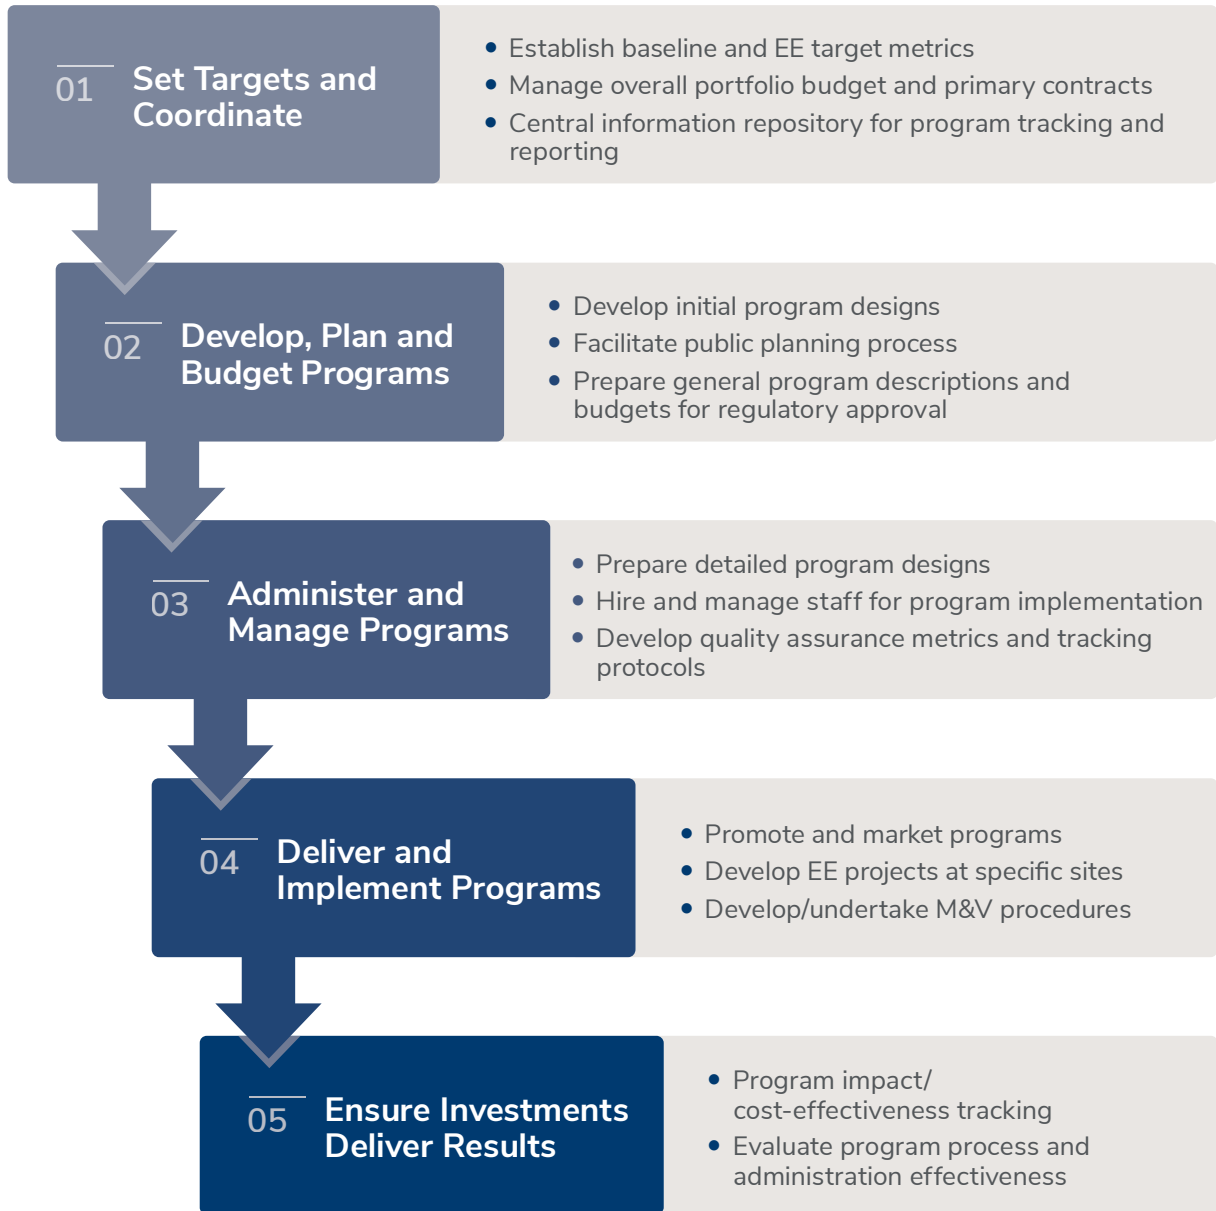 01
Set Targets and
Coordinate
• Establish baseline and EE target metrics
• Manage overall portfolio budget and primary contracts
• Central information repository for program tracking and
reporting
02
Develop, Plan and
Budget Programs
• Develop initial program designs
• Facilitate public planning process
• Prepare general program descriptions and
budgets for regulatory approval
03
Administer and
Manage Programs
• Prepare detailed program designs
• Hire and manage staff for program implementation
• Develop quality assurance metrics and tracking
protocols
04
Deliver and
Implement Programs
• Promote and market programs
• Develop EE projects at specific sites
• Develop/undertake M&V procedures
05
Ensure Investments
Deliver Results
• Program impact/
cost-effectiveness tracking
• Evaluate program process and
administration effectiveness